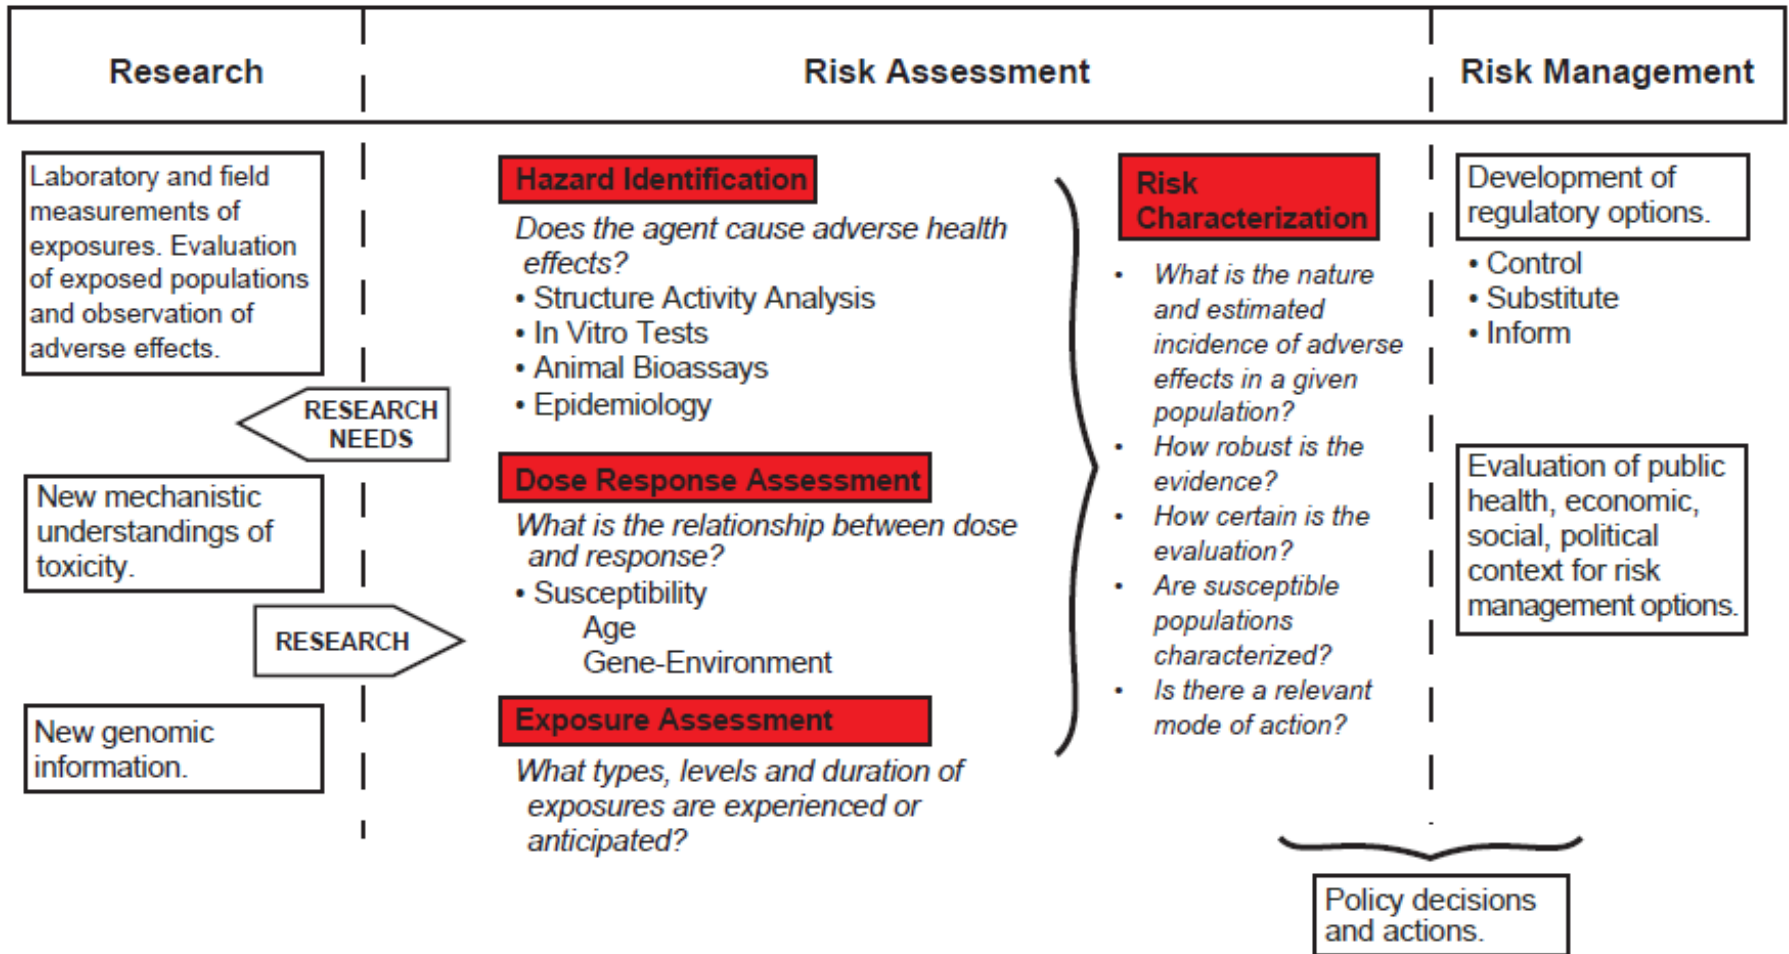 Research
Risk Assessment
Risk Management
Laboratory and field
measurements of
exposures. Evaluation
of exposed populations
and observation of
adverse effects.
RESEARCH
NEEDS
New mechanistic
understandings of
toxicity.
RESEARCH
New genomic
information.
Hazard Identification
Does the agent cause adverse health
effects?
• Structure Activity Analysis
• In Vitro Tests
• Animal Bioassays
• Epidemiology
Dose Response Assessment
What is the relationship between dose
and response?
• Susceptibility
Age
Gene-Environment
Exposure Assessment
What types, levels and duration of
exposures are experienced or
anticipated?
Risk
Characterization
• What is the nature
and estimated
incidence of adverse
effects in a given
population?
• How robust is the
evidence?
• How certain is the
evaluation?
• Are susceptible
populations
characterized?
• Is there a relevant
mode of action?
Development of
regulatory options.
• Control
• Substitute
• Inform
Evaluation of public
health, economic,
social, political
context for risk
management options.
Policy decisions
and actions.